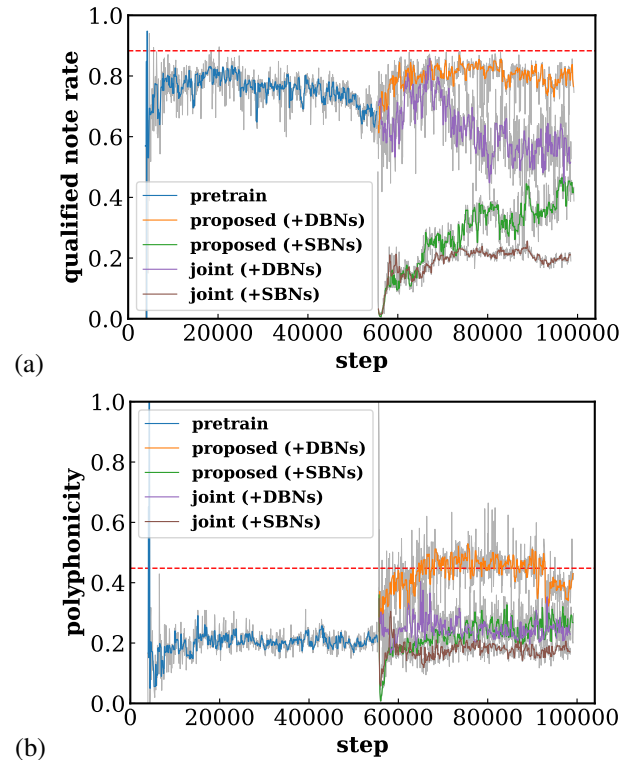 1.0
0.8
0.6
0.4
0.2
0.0
qualified note rate
pretrain
proposed (+DBNs)
proposed (+SBNs)
joint (+DBNs)
joint (+SBNs)
0 20000 40000 60000 80000 100000
step
(a)
1.0
0.8
0.6
0.4
0.2
0.0
polyphonicity
pretrain
proposed (+DBNs)
proposed (+SBNs)
joint (+DBNs)
joint (+SBNs)
0 20000 40000 60000 80000 100000
step
(b)